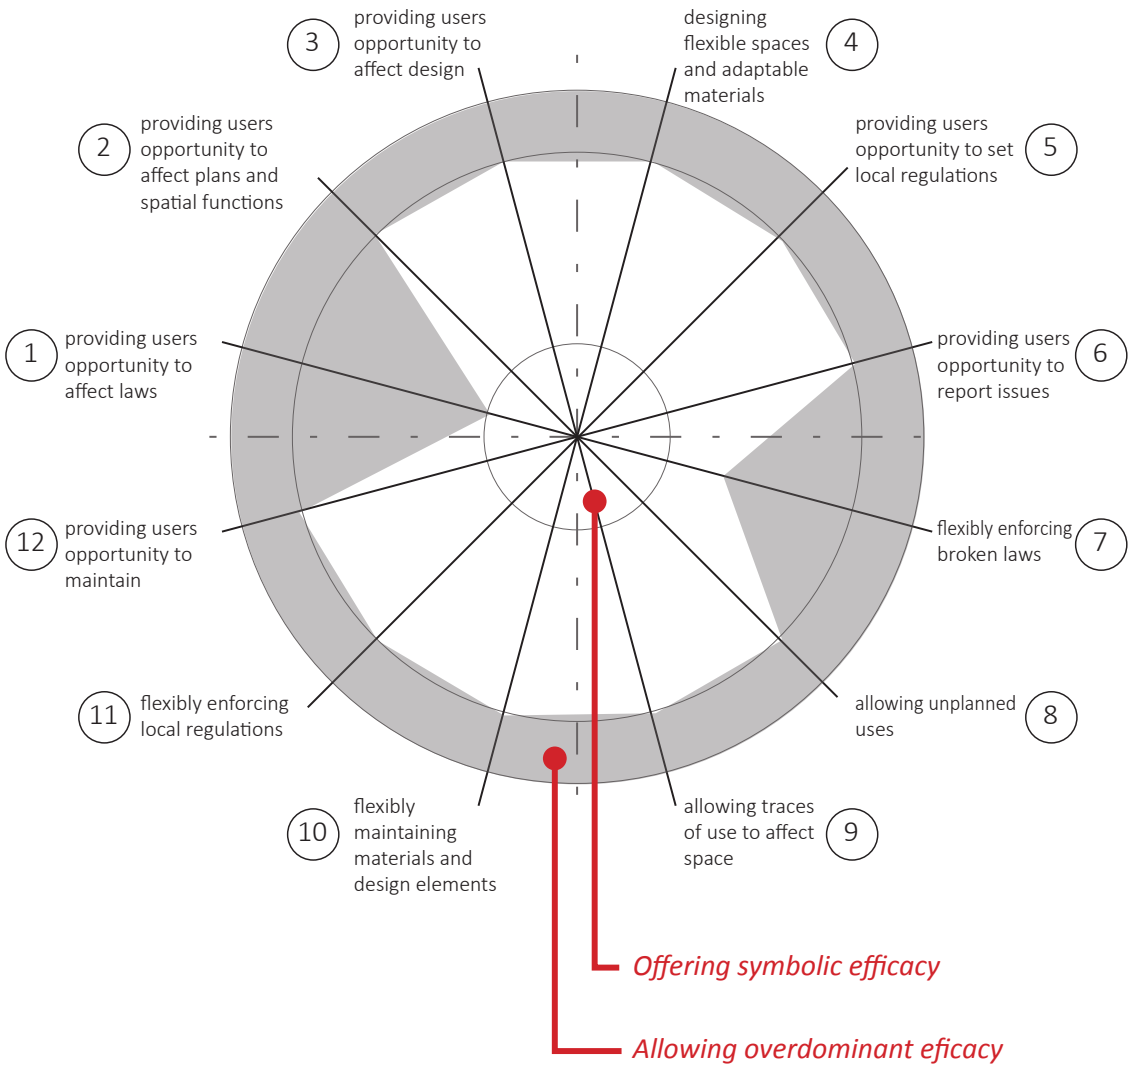 3
providing users
opportunity to
affect design
designing
flexible spaces
and adaptable
materials
4
2
providing users
opportunity to
affect plans and
spatial functions
providing users
opportunity to set
local regulations
5
1
providing users
opportunity to
affect laws
providing users
opportunity to
report issues
6
12
providing users
opportunity to
maintain
flexibly enforcing
broken laws
7
11
flexibly enforcing
local regulations
allowing unplanned
uses
8
10
flexibly
maintaining
materials and
design elements
allowing traces
of use to affect
space
9
Offering symbolic efficacy
Allowing overdominant eficacy